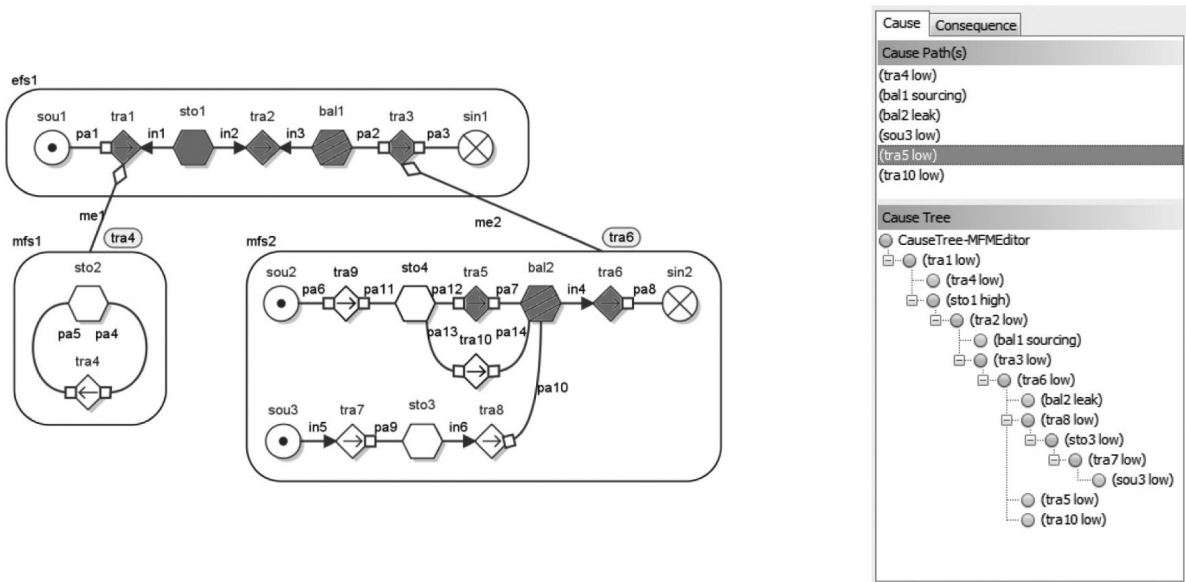 efs1
sou1 tra1 sto1 tra2 bal1 tra3 sin1
pa1 in1 in2 in3 pa2 pa3
me1 me2
mfs1 tra4
sto2
pa5 pa4
tra4
mfs2 tra6
sou2 tra9 sto4 tra5 bal2 tra6 sin2
pa6 pa11 pa12 pa7 in4 pa8
pa13 tra10 pa14
pa10
sou3 tra7 sto3 tra8
in5 pa9 in6
Cause Consequence
Cause Path(s)
(tra4 low)
(bal1 sourcing)
(bal2 leak)
(sou3 low)
(tra5 low)
(tra10 low)
Cause Tree
CauseTree-MFMEditor
(tra1 low)
(tra4 low)
(sto1 high)
(tra2 low)
(bal1 sourcing)
(tra3 low)
(tra6 low)
(bal2 leak)
(tra8 low)
(sto3 low)
(tra7 low)
(sou3 low)
(tra5 low)
(tra10 low)